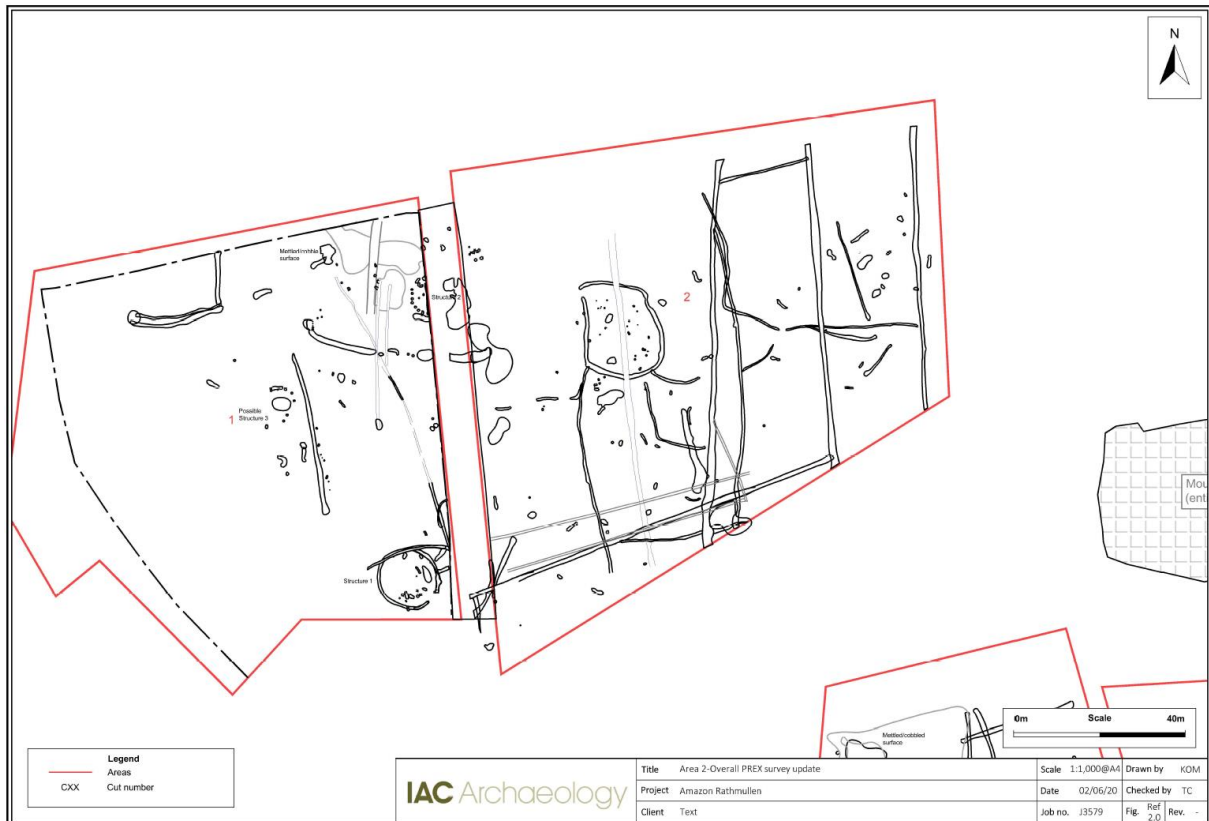 N
Mettled/cobble
surface
Structure 2
2
1
Possible
Structure 3
Structure 1
Mou
(ent
Mettled/cobbled
surface
0m Scale 40m
Legend
Areas
CXX Cut number
IAC Archaeology
Title Area 2-Overall PREX survey update
Project Amazon Rathmullen
Client Text
Scale 1:1,000@A4 Drawn by KOM
Date 02/06/20 Checked by TC
Job no. J3579 Fig. Ref 2.0 Rev. -